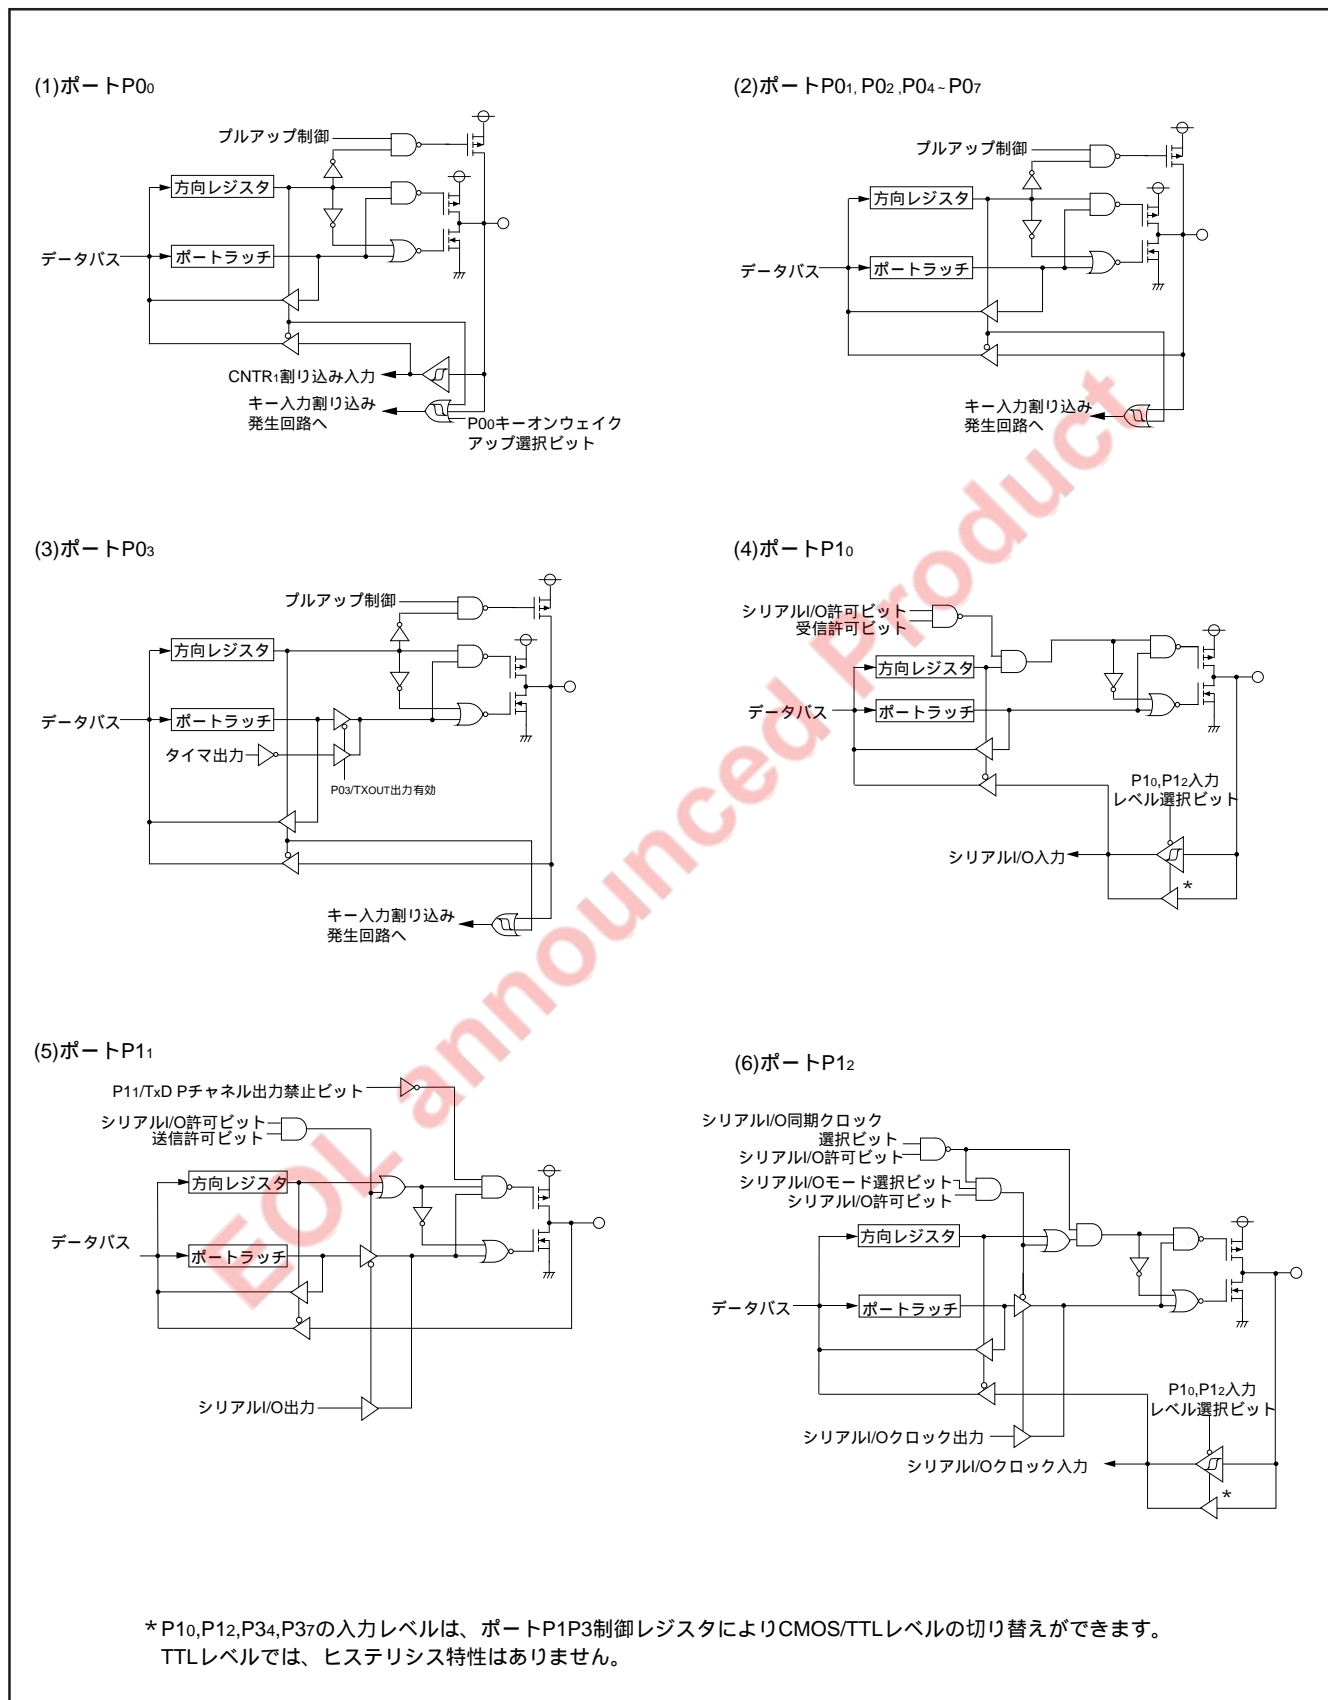 (1)ポートP00
プルアップ制御
方向レジスタ
データバス
ポートラッチ
CNTR1割り込み入力
キー入力割り込み
発生回路へ
P00キーオンウェイク
アップ選択ビット
(2)ポートP01, P02 ,P04 ~ P07
プルアップ制御
方向レジスタ
データバス
ポートラッチ
キー入力割り込み
発生回路へ
(3)ポートP03
プルアップ制御
方向レジスタ
データバス
ポートラッチ
タイマ出力
P03/TXOUT出力有効
キー入力割り込み
発生回路へ
(4)ポートP10
シリアルI/O許可ビット
受信許可ビット
方向レジスタ
データバス
ポートラッチ
P10,P12入力
レベル選択ビット
シリアルI/O入力
*
(5)ポートP11
P11/TxD Pチャネル出力禁止ビット
シリアルI/O許可ビット
送信許可ビット
方向レジスタ
データバス
ポートラッチ
シリアルI/O出力
(6)ポートP12
シリアルI/O同期クロック
選択ビット
シリアルI/O許可ビット
シリアルI/Oモード選択ビット
シリアルI/O許可ビット
方向レジスタ
データバス
ポートラッチ
P10,P12入力
レベル選択ビット
シリアルI/Oクロック出力
シリアルI/Oクロック入力
*
EOL announced Product
* P10,P12,P34,P37の入力レベルは、ポートP1P3制御レジスタによりCMOS/TTLレベルの切り替えができます。
TTLレベルでは、ヒステリシス特性はありません。